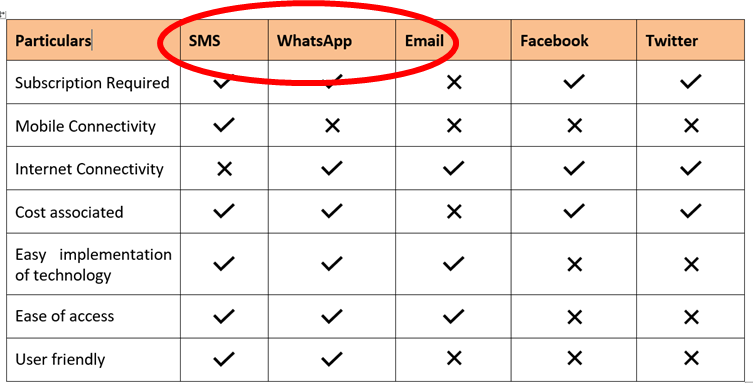 Particulars SMS WhatsApp Email Facebook Twitter
Subscription Required ✓ ✓ ✕ ✓ ✓
Mobile Connectivity ✓ ✕ ✕ ✕ ✕
Internet Connectivity ✕ ✓ ✓ ✓ ✓
Cost associated ✓ ✓ ✕ ✓ ✓
Easy implementation
of technology ✓ ✓ ✓ ✕ ✕
Ease of access ✓ ✓ ✓ ✕ ✕
User friendly ✓ ✓ ✕ ✕ ✕